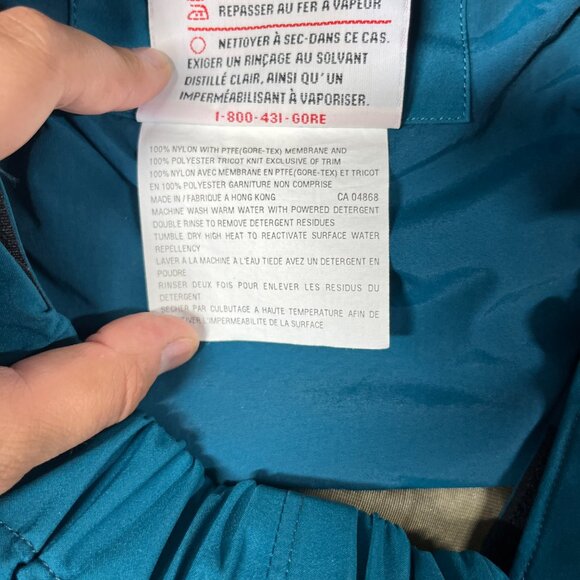 REPASSER AU FER À VAPEUR
NETTOYER À SEC-DANS CE CAS.
EXIGER UN RINÇAGE AU SOLVANT
DISTILLÉ CLAIR, AINSI QU'UN
IMPERMÉABILISANT À VAPORISER.
1-800-431-GORE
100% NYLON WITH PTFE(GORE-TEX) MEMBRANE AND
100% POLYESTER TRICOT KNIT EXCLUSIVE OF TRIM
100% NYLON AVEC MEMBRANE EN PTFE(GORE-TEX) ET TRICOT
EN 100% POLYESTER GARNITURE NON COMPRISE
MADE IN / FABRIQUE A HONG KONG CA 04868
MACHINE WASH WARM WATER WITH POWDERED DETERGENT
DOUBLE RINSE TO REMOVE DETERGENT RESIDUES
TUMBLE DRY HIGH HEAT TO REACTIVATE SURFACE WATER
REPELLENCY
LAVER À LA MACHINE A L'EAU TIEDE AVEC UN DETERGENT EN
POUDRE
RINSER DEUX FOIS POUR ENLEVER LES RESIDUS DU
DETERGENT
SECHER PAR CULBUTAGE A HAUTE TEMPERATURE AFIN DE
L'IMPERMEABILITE DE LA SURFACE